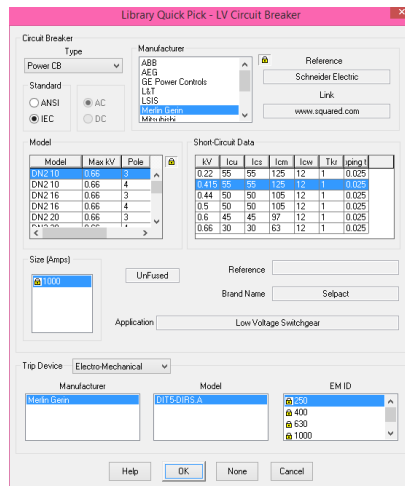 Library Quick Pick - LV Circuit Breaker
Circuit Breaker
Type
Power CB
Standard
ANSI
IEC
AC
DC
Manufacturer
ABB
AEG
GE Power Controls
L&T
LSIS
Merlin Gerin
Mitsubishi
Reference
Schneider Electric
Link
www.squared.com
Model
Model Max kV Pole
DN2 10 0.66 3
DN2 10 0.66 4
DN2 16 0.66 3
DN2 16 0.66 4
DN2 20 0.66 3
DN2 20 0.66 4
Short-Circuit Data
kV Icu Ics Icm Icw Tkr pping t
0.22 55 55 125 12 1 0.025
0.415 55 55 125 12 1 0.025
0.44 50 50 105 12 1 0.025
0.5 50 50 105 12 1 0.025
0.6 45 45 97 12 1 0.025
0.66 30 30 63 12 1 0.025
Size (Amps)
1000
UnFused
Reference
Brand Name
Selpact
Application
Low Voltage Switchgear
Trip Device
Electro-Mechanical
Manufacturer
Merlin Gerin
Model
DIT5-DIRS.A
EM ID
250
400
630
1000
Help
OK
None
Cancel